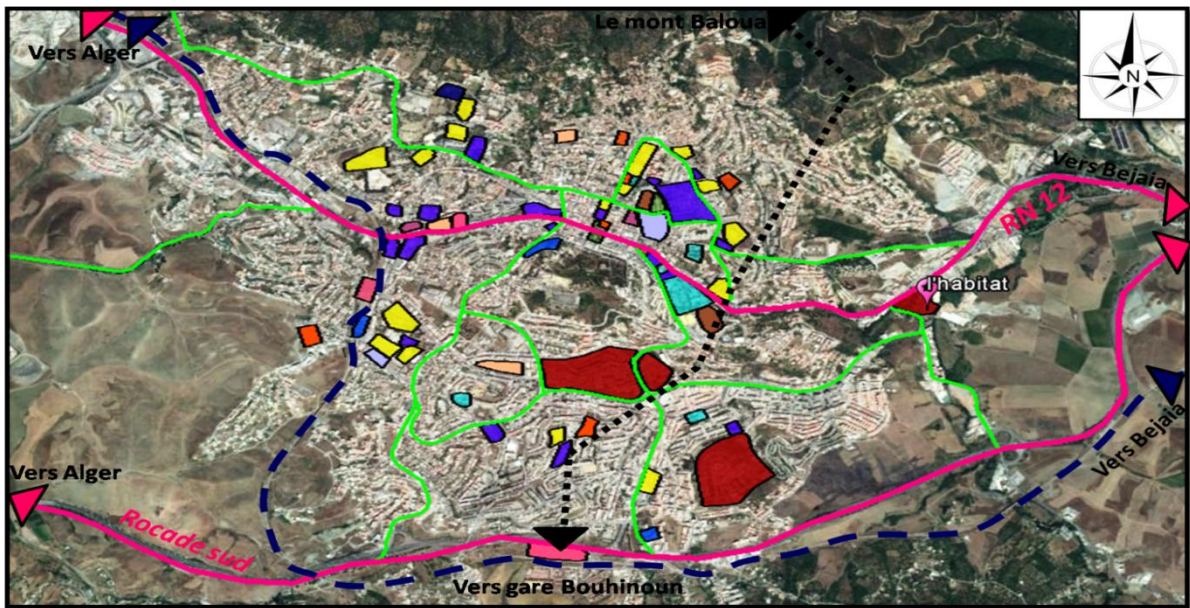 Le mont Baloua
Vers Alger
N
Vers Bejaia
RN 12
l'habitat
Vers Bejaia
Vers Alger
Rocade sud
Vers gare Bouhinoun